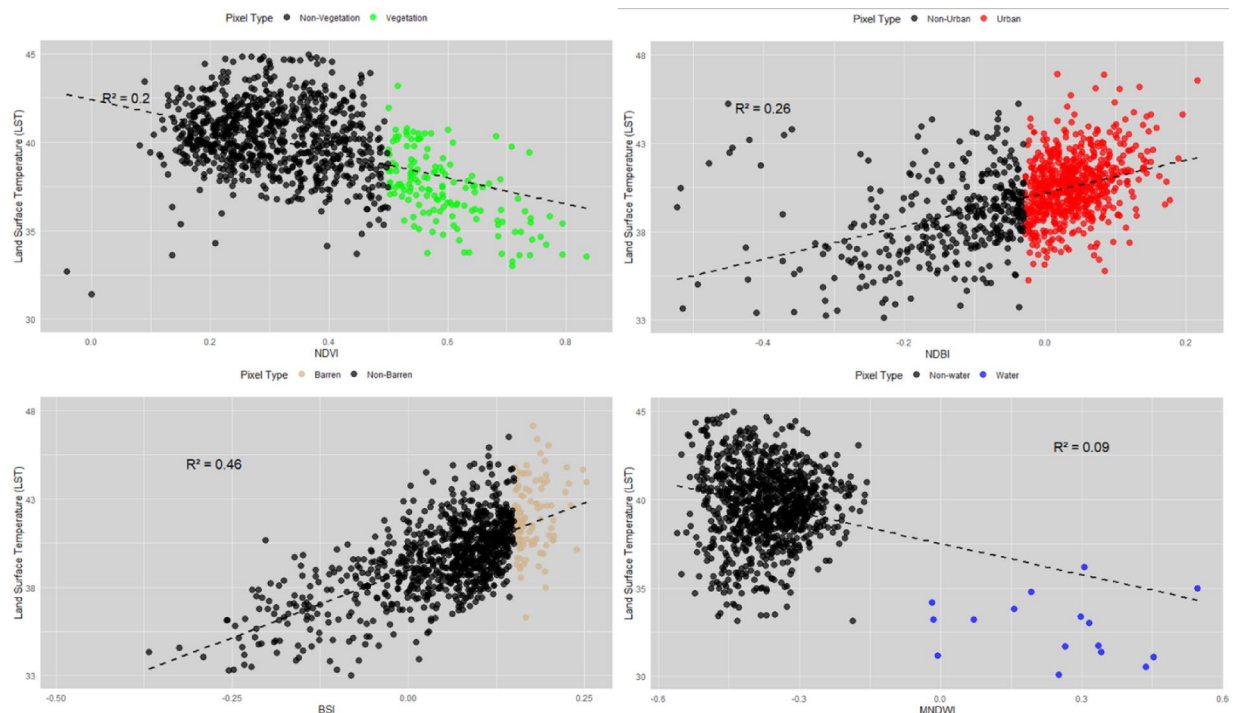 Pixel Type Non-Vegetation Vegetation
Land Surface Temperature (LST)
45
40
35
30
R² = 0.2
0.0 0.2 0.4 0.6 0.8
NDVI
Pixel Type Non-Urban Urban
Land Surface Temperature (LST)
48
43
38
33
R² = 0.26
-0.4 -0.2 0.0 0.2
NDBI
Pixel Type Barren Non-Barren
Land Surface Temperature (LST)
48
43
38
33
R² = 0.46
-0.50 -0.25 0.00 0.25
BSI
Pixel Type Non-water Water
Land Surface Temperature (LST)
45
40
35
30
R² = 0.09
-0.6 -0.3 0.0 0.3 0.6
MNDWI